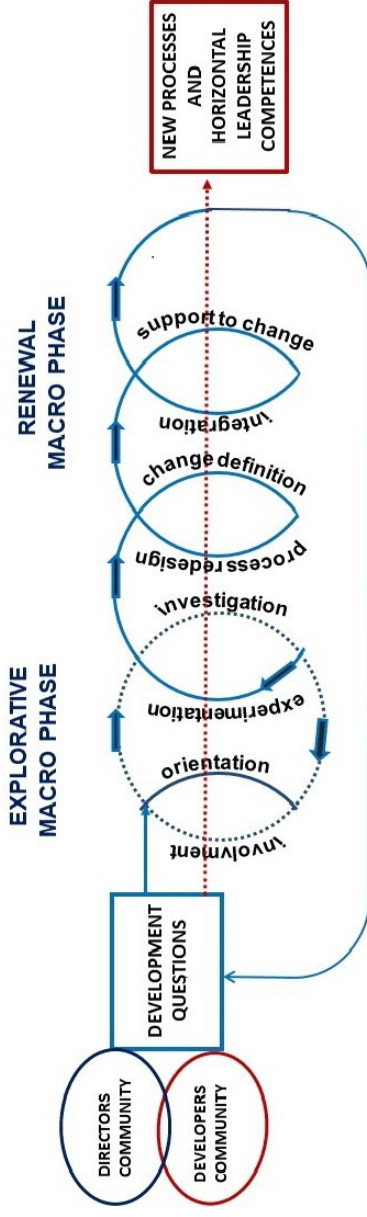 DIRECTORS
COMMUNITY
DEVELOPERS
COMMUNITY
DEVELOPMENT
QUESTIONS
EXPLORATIVE
MACRO PHASE
involvment
orientation
experimentation
investigation
process redesign
change definition
integration
support to change
RENEWAL
MACRO PHASE
NEW PROCESSES
AND
HORIZONTAL
LEADERSHIP
COMPETENCES